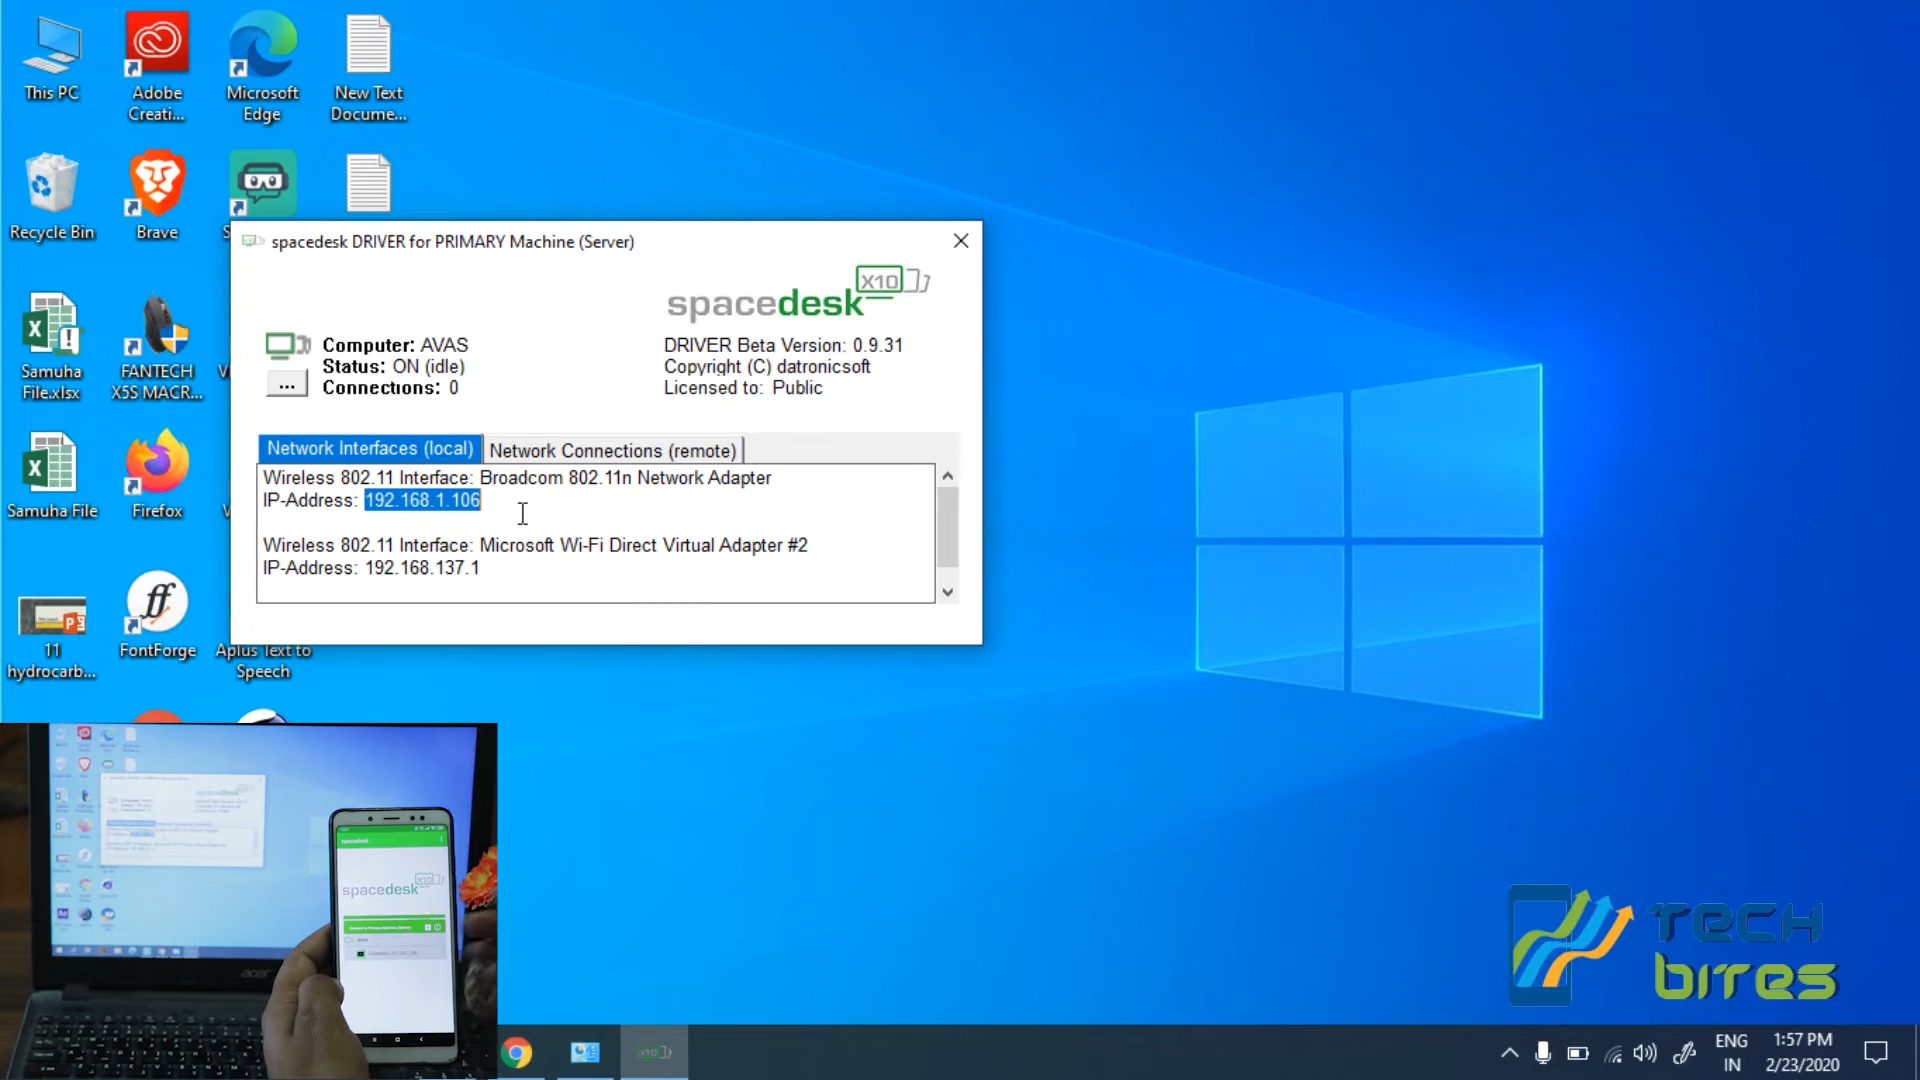 This PC
Adobe
Creati...
Microsoft
Edge
New Text
Docume...
Recycle Bin
Brave
spacedesk DRIVER for PRIMARY Machine (Server)
X10
spacedesk
Computer: AVAS
Status: ON (idle)
Connections: 0
...
DRIVER Beta Version: 0.9.31
Copyright (C) datronicsoft
Licensed to: Public
Network Interfaces (local)
Network Connections (remote)
Wireless 802.11 Interface: Broadcom 802.11n Network Adapter
IP-Address: 192.168.1.106
Wireless 802.11 Interface: Microsoft Wi-Fi Direct Virtual Adapter #2
IP-Address: 192.168.137.1
Samuha
File.xlsx
FANTECH
X5S MACR...
Samuha File
Firefox
11
hydrocarb...
ff
FontForge
Aplus Text to
Speech
spacedesk
spacedesk
acer
TECH
BITES
ENG
IN
1:57 PM
2/23/2020